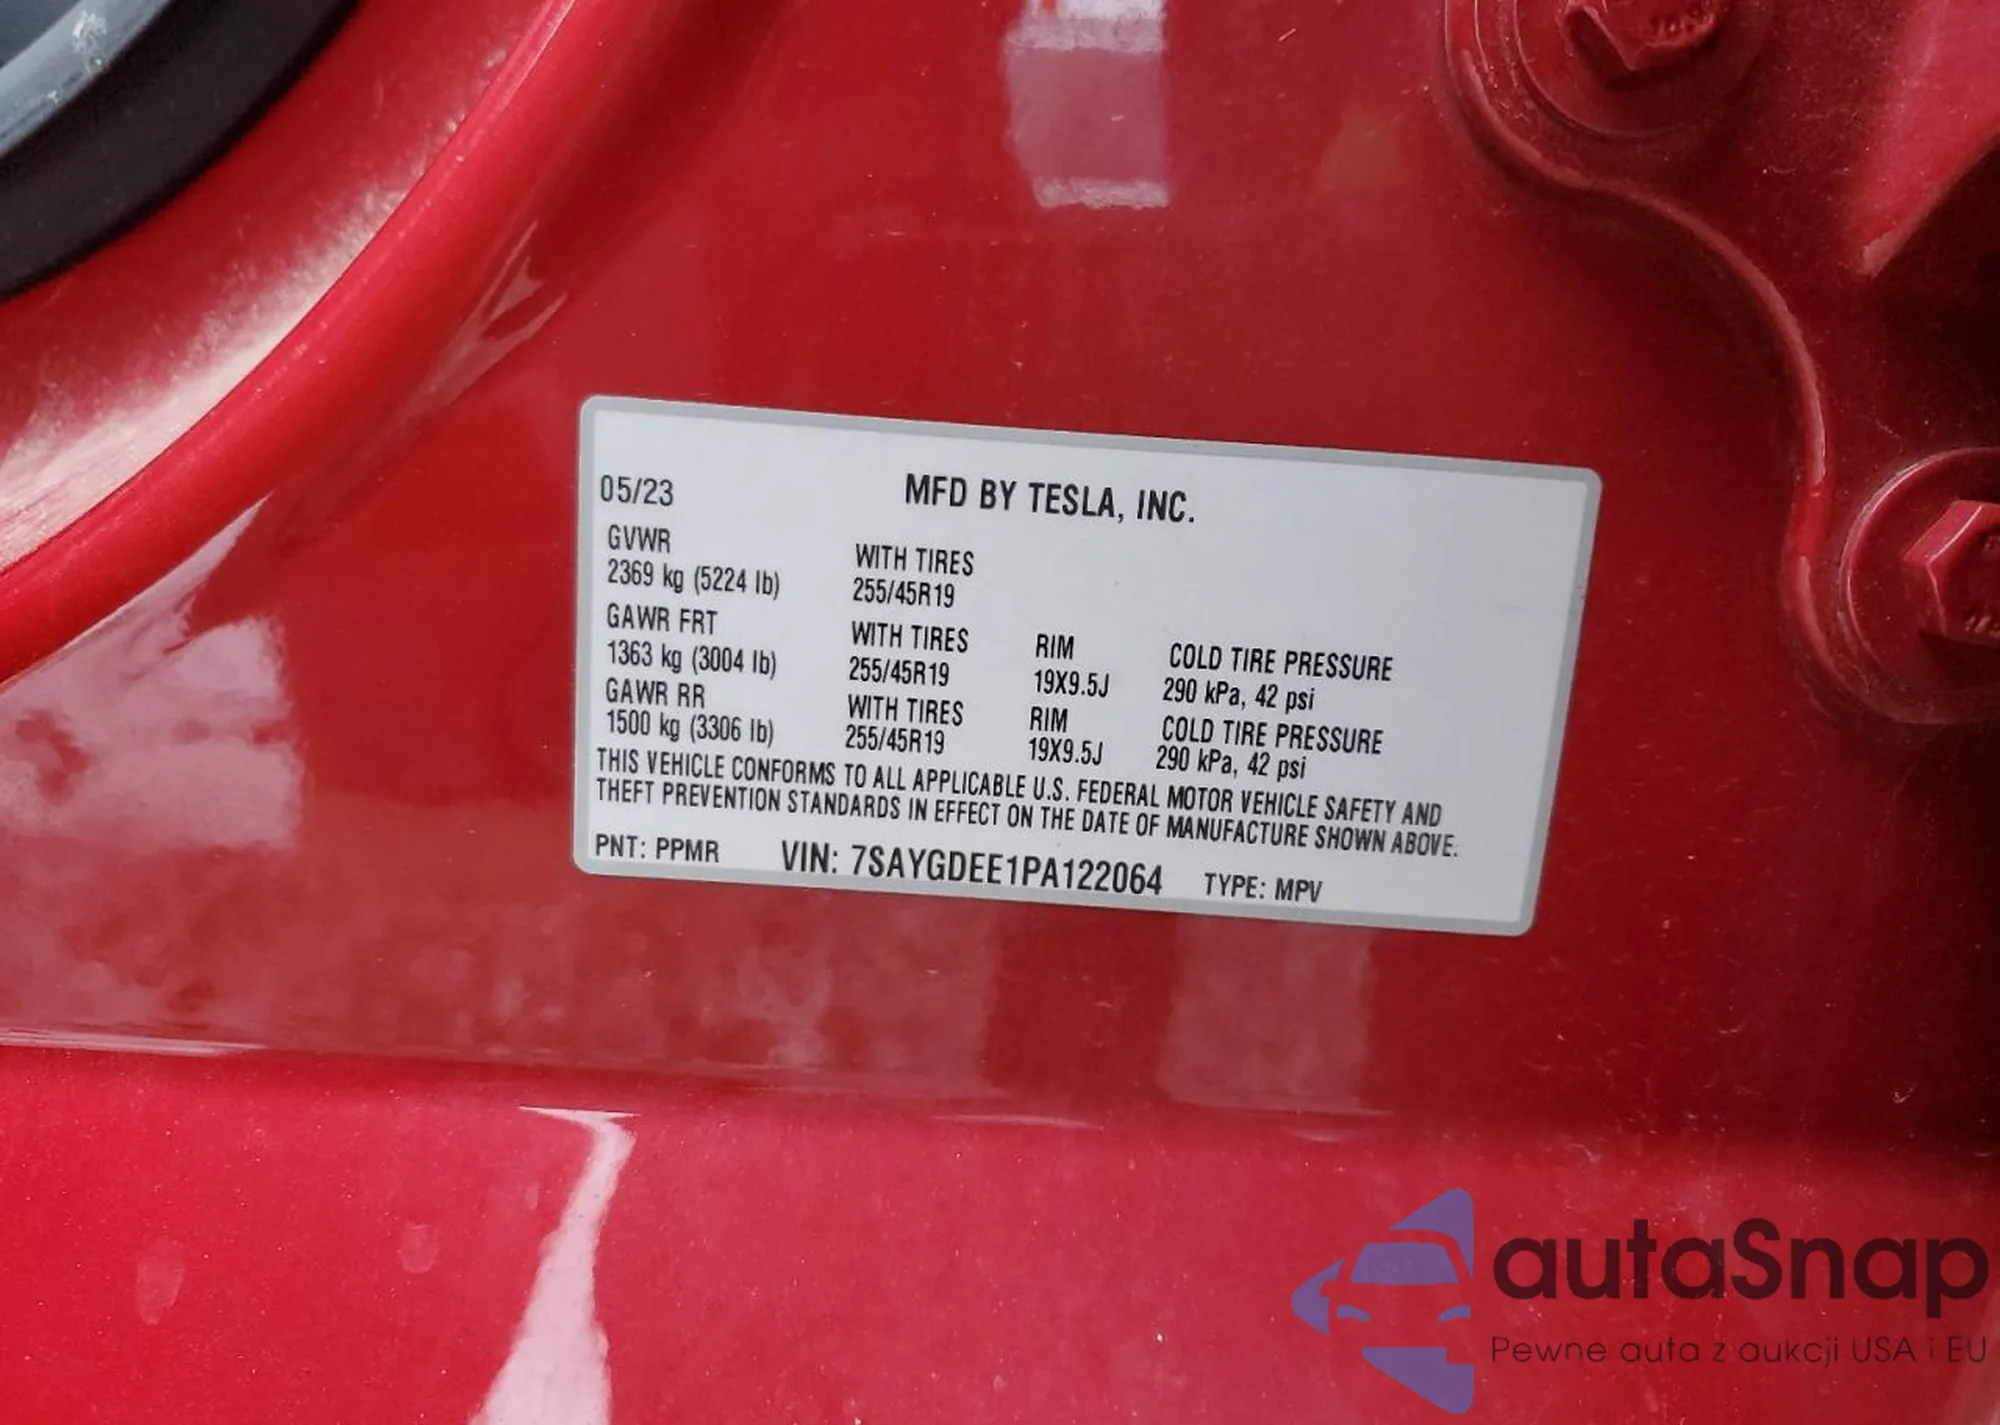 05/23 MFD BY TESLA, INC.
GVWR WITH TIRES
2369 kg (5224 lb) 255/45R19
GAWR FRT WITH TIRES RIM COLD TIRE PRESSURE
1363 kg (3004 lb) 255/45R19 19X9.5J 290 kPa, 42 psi
GAWR RR WITH TIRES RIM COLD TIRE PRESSURE
1500 kg (3306 lb) 255/45R19 19X9.5J 290 kPa, 42 psi
THIS VEHICLE CONFORMS TO ALL APPLICABLE U.S. FEDERAL MOTOR VEHICLE SAFETY AND
THEFT PREVENTION STANDARDS IN EFFECT ON THE DATE OF MANUFACTURE SHOWN ABOVE.
PNT: PPMR VIN: 7SAYGDEE1PA122064 TYPE: MPV
autaSnap
Pewne auta z aukcji USA i EU